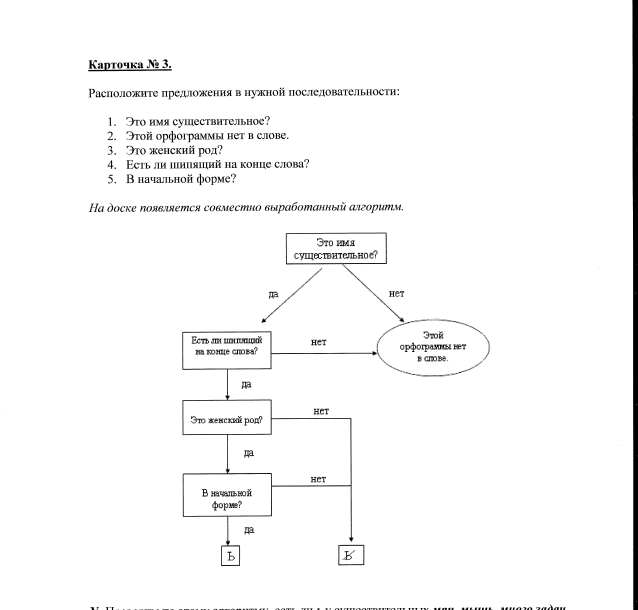 Карточка № 3.
Расположите предложения в нужной последовательности:
1. Это имя существительное?
2. Этой орфограммы нет в слове.
3. Это женский род?
4. Есть ли шипящий на конце слова?
5. В начальной форме?
На доске появляется совместно выработанный алгоритм.
Это имя
существительное?
да
нет
Есть ли шипящий
на конце слова?
нет
Этой
орфограммы нет
в слове.
да
Это женский род?
нет
да
В начальной
форме?
нет
да
Ь
Ь